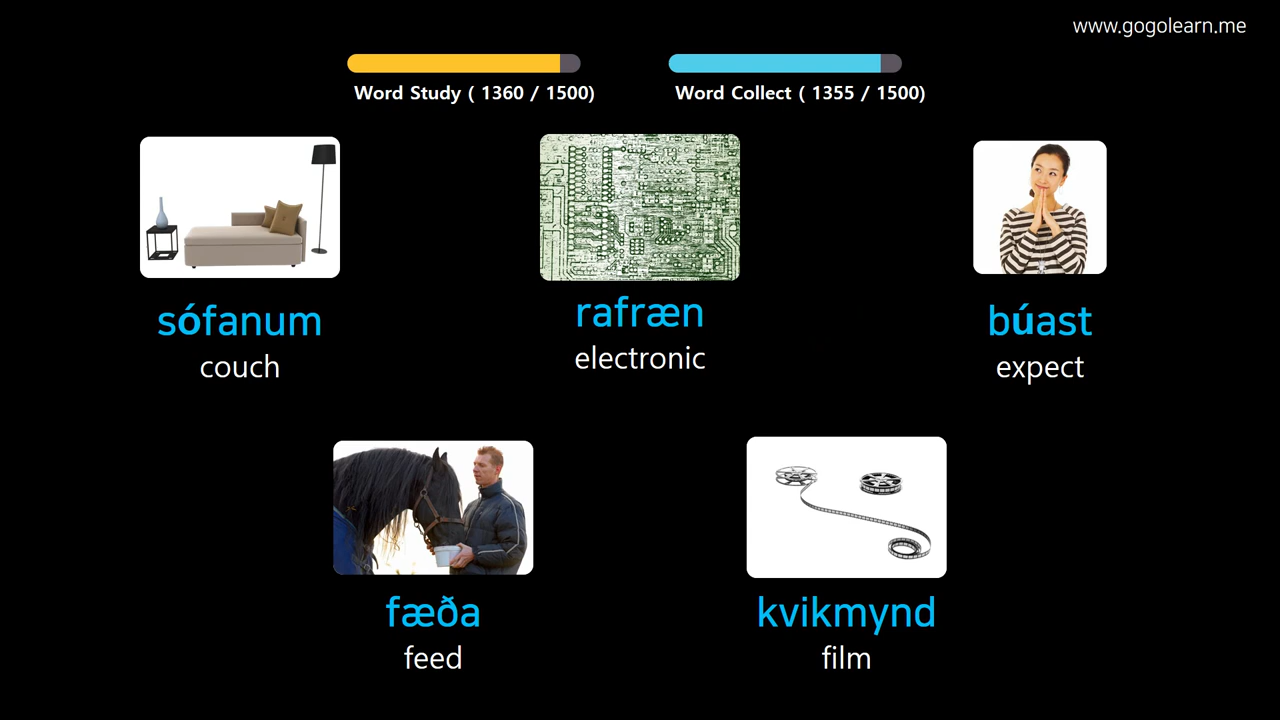 www.gogolearn.me
Word Study ( 1360 / 1500)
Word Collect ( 1355 / 1500)
sófanum
couch
rafræn
electronic
búast
expect
fæða
feed
kvikmynd
film